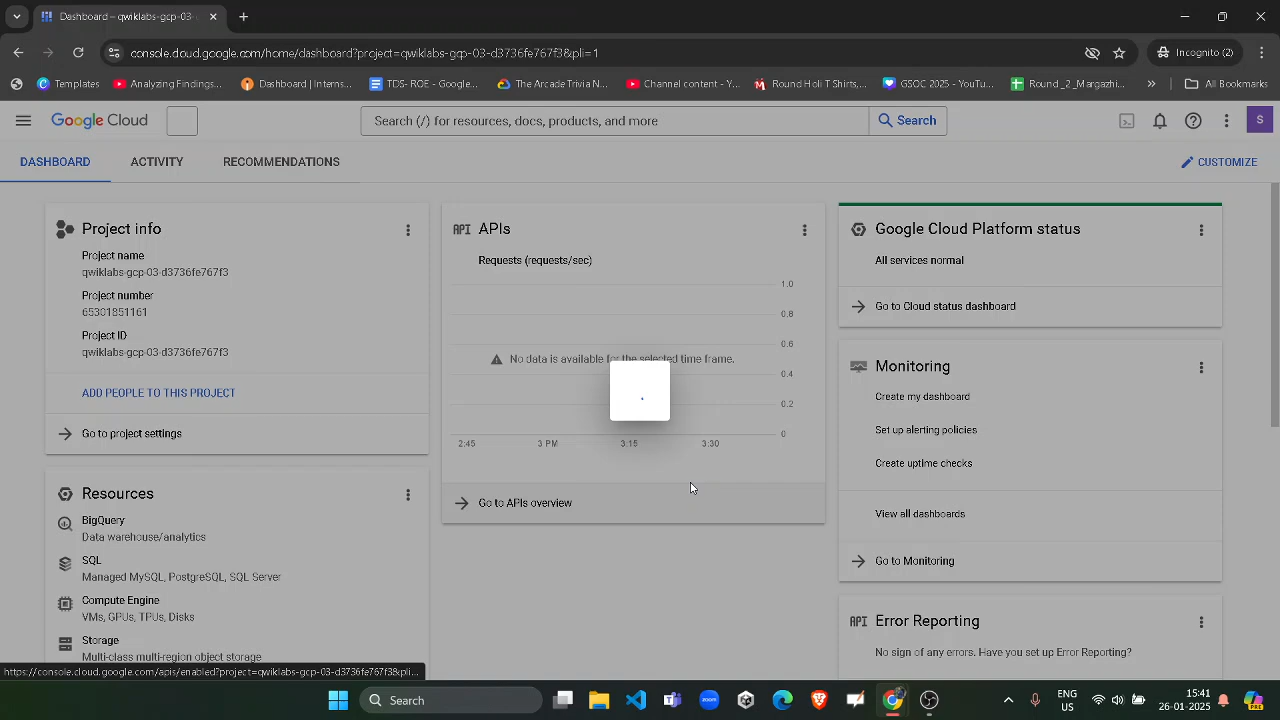 Dashboard – qwiklabs-gcp-03-
console.cloud.google.com/home/dashboard?project=qwiklabs-gcp-03-d3736fe767f3&pli=1
Incognito (2)
Templates
Analyzing Findings...
Dashboard | Interns...
TDS- ROE - Google...
The Arcade Trivia N...
Channel content - Y...
Round Holi T Shirts,...
GSOC 2025 - YouTu...
Round_2_Margazhi...
All Bookmarks
Google Cloud
Search (/) for resources, docs, products, and more
Search
S
DASHBOARD
ACTIVITY
RECOMMENDATIONS
CUSTOMIZE
Project info
Project name
qwiklabs-gcp-03-d3736fe767f3
Project number
65301851161
Project ID
qwiklabs-gcp-03-d3736fe767f3
ADD PEOPLE TO THIS PROJECT
Go to project settings
Resources
BigQuery
Data warehouse/analytics
SQL
Managed MySQL, PostgreSQL, SQL Server
Compute Engine
VMs, GPUs, TPUs, Disks
Storage
Multi-class multi-region object storage
API APIs
Requests (requests/sec)
1.0
0.8
0.6
0.4
0.2
0
No data is available for the selected time frame.
2:45
3 PM
3:15
3:30
Go to APIs overview
Google Cloud Platform status
All services normal
Go to Cloud status dashboard
Monitoring
Create my dashboard
Set up alerting policies
Create uptime checks
View all dashboards
Go to Monitoring
API Error Reporting
No sign of any errors. Have you set up Error Reporting?
https://console.cloud.google.com/apis/enabled?project=qwiklabs-gcp-03-d3736fe767f3&pli...
Search
zoom
ENG
US
15:41
26-01-2025
PRE